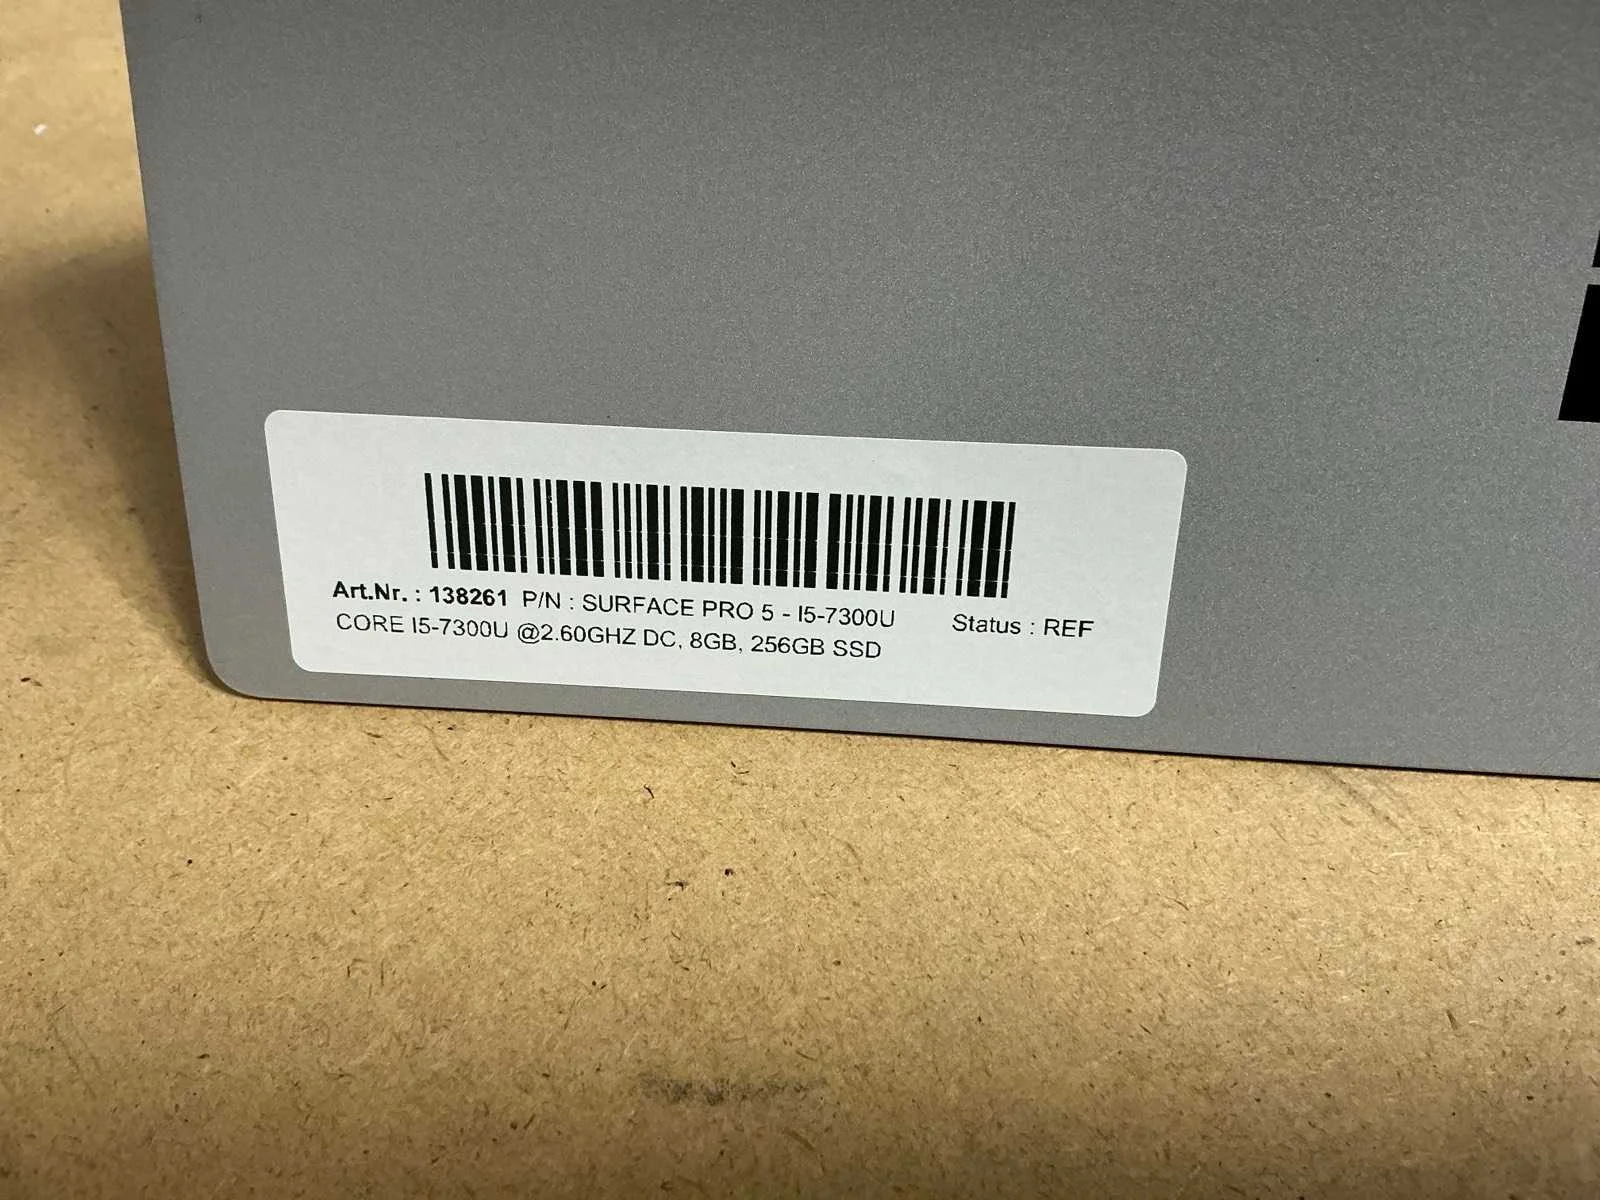 Art.Nr. : 138261 P/N : SURFACE PRO 5 - I5-7300U Status : REF
CORE I5-7300U @2.60GHZ DC, 8GB, 256GB SSD